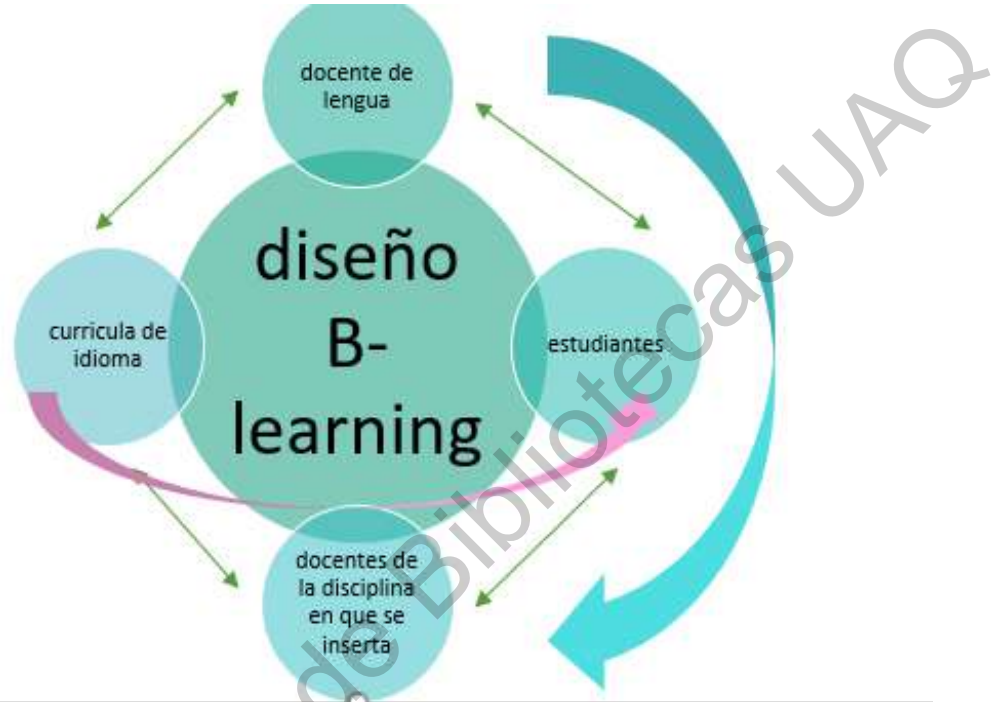 docente de
lengua
diseño
B-
learning
curricula de
idioma
estudiantes
docentes de
la disciplina
en que se
inserta
de Bibliotecas UAQ